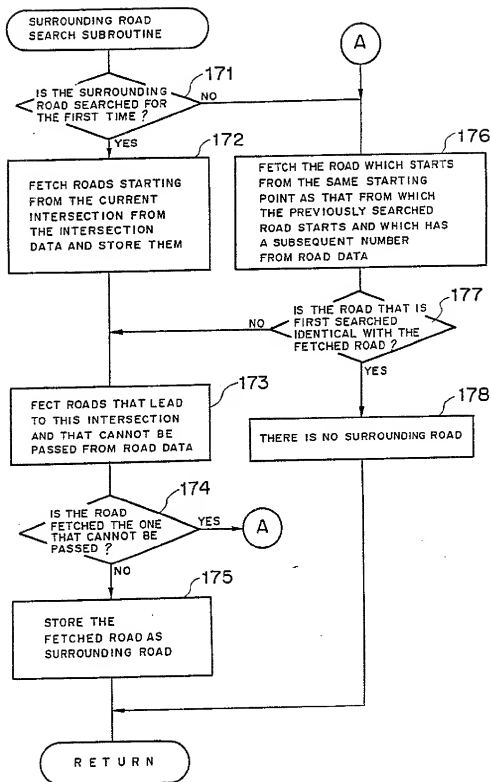 SURROUNDING ROAD
SEARCH SUBROUTINE
171
IS THE SURROUNDING
ROAD SEARCHED FOR
THE FIRST TIME ?
NO
YES
172
FETCH ROADS STARTING
FROM THE CURRENT
INTERSECTION FROM
THE INTERSECTION
DATA AND STORE THEM
A
176
FETCH THE ROAD WHICH STARTS
FROM THE SAME STARTING
POINT AS THAT FROM WHICH
THE PREVIOUSLY SEARCHED
ROAD STARTS AND WHICH HAS
A SUBSEQUENT NUMBER
FROM ROAD DATA
177
IS THE ROAD THAT IS
FIRST SEARCHED
IDENTICAL WITH THE
FETCHED ROAD ?
NO
YES
178
THERE IS NO SURROUNDING ROAD
173
FECT ROADS THAT LEAD
TO THIS INTERSECTION
AND THAT CANNOT BE
PASSED FROM ROAD DATA
174
IS THE ROAD
FETCHED THE ONE
THAT CANNOT BE
PASSED ?
YES
A
NO
175
STORE THE
FETCHED ROAD AS
SURROUNDING ROAD
RETURN